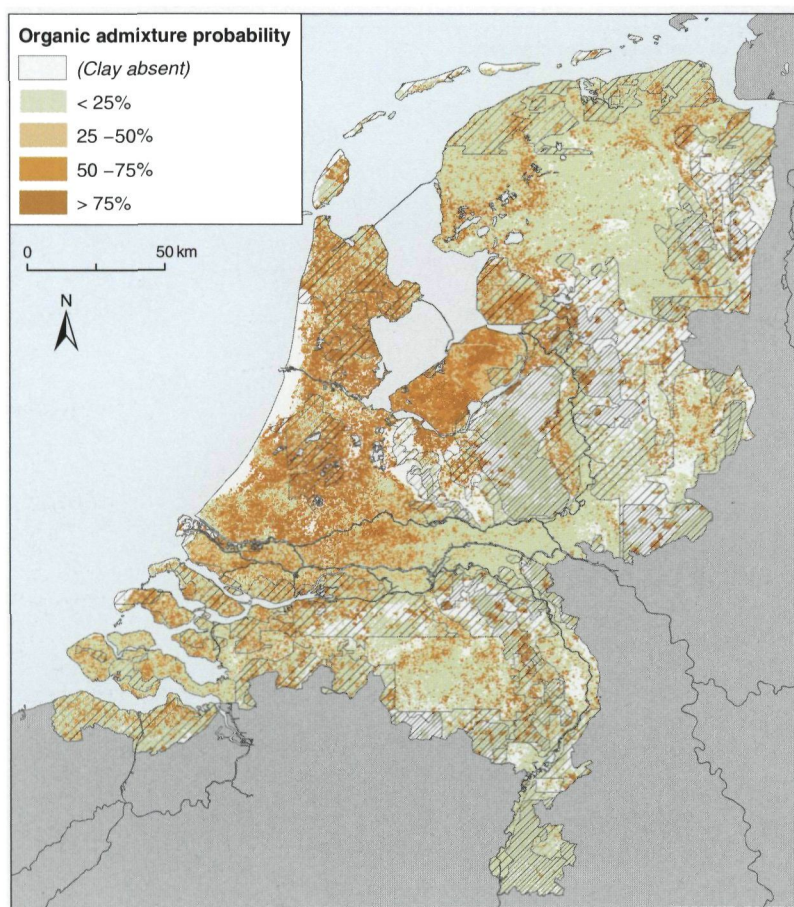 Organic admixture probability
(Clay absent)
< 25%
25 –50%
50 –75%
> 75%
0 50 km
N